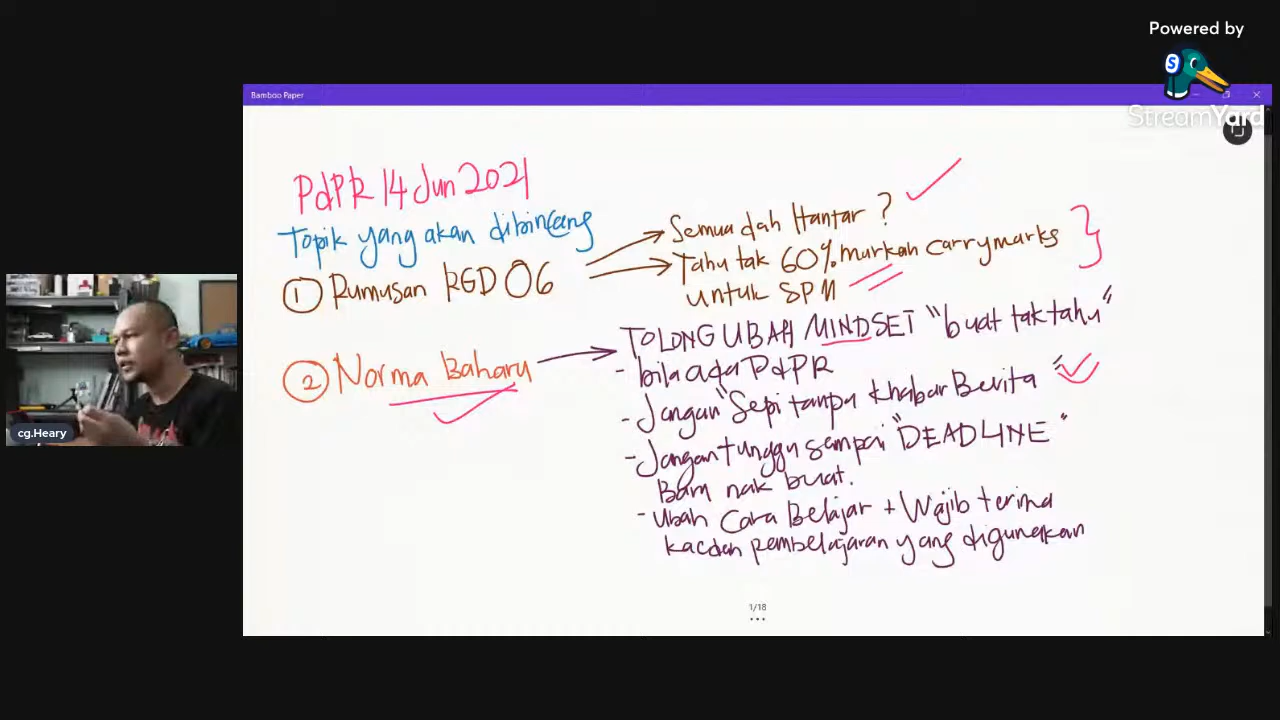 Powered by
StreamYard
Bamboo Paper
PdPR 14 Jun 2021
Topik yang akan dibincang
① Rumusan RGD 06
Semua dah Hantar ?
Tahu tak 60% markah carrymarks
untuk SPM
② Norma Baharu
TOLONG UBAH MINDSET "buat tak tahu"
- bila ada PdPR
- Jangan "Sepi tanpa khabar Berita"
- Jangan tunggu sampai "DEADLINE"
Baru nak buat.
- Ubah Cara Belajar + Wajib terima
kaedah pembelajaran yang digunakan
cg.Heary
1/18